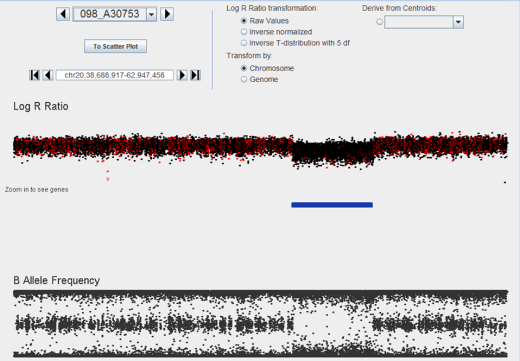 Log R Ratio transformation:
Derive from Centroids:
098_A30753
Raw Values
Inverse normalized
To Scatter Plot
Inverse T-distribution with 5 df
Transform by:
chr20:38,688,917-62,947,458
Chromosome
Genome
Log R Ratio
Zoom in to see genes
B Allele Frequency